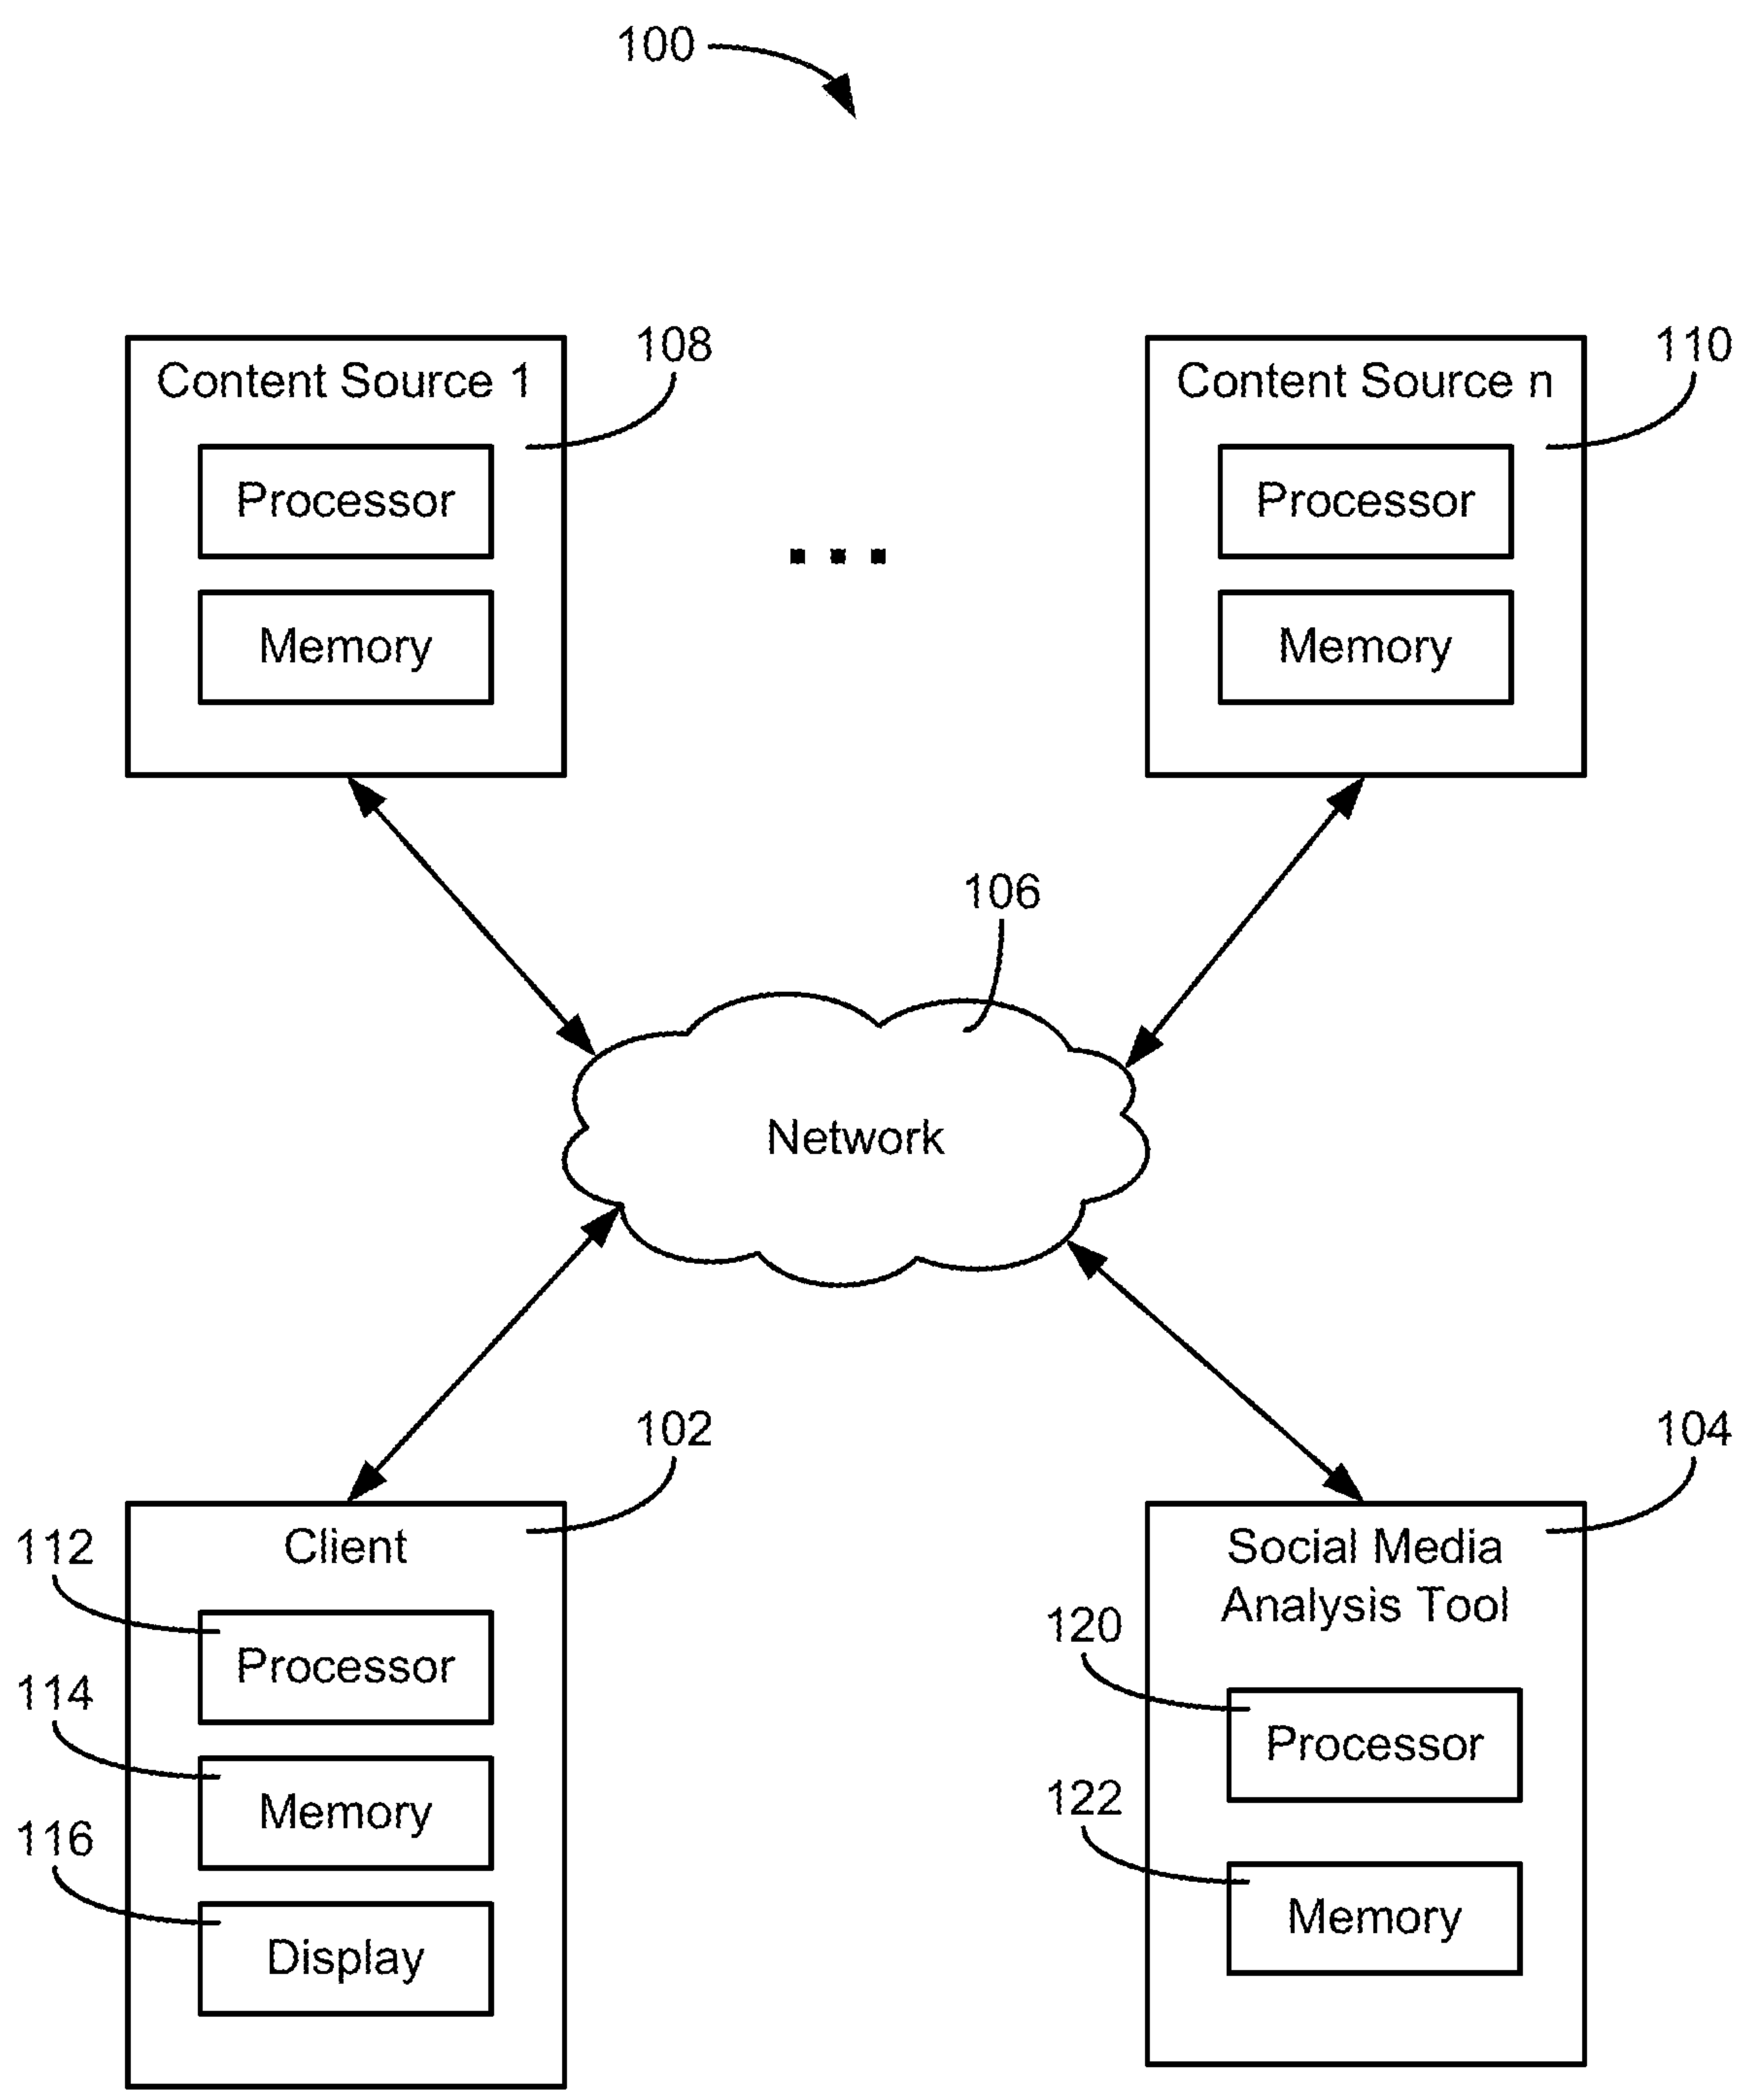 100
108
110
Content Source 1
Content Source n
Processor
Processor
...
Memory
Memory
106
Network
102
104
Client
Social Media
Analysis Tool
112
Processor
120
Processor
114
Memory
122
Memory
116
Display